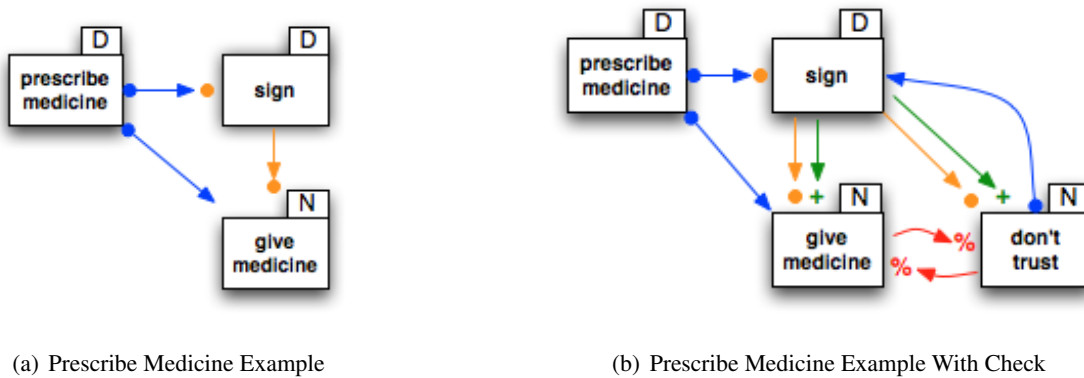 D
prescribe
medicine
D
sign
N
give
medicine
(a) Prescribe Medicine Example
D
prescribe
medicine
D
sign
+
+
N
give
medicine
%
%
N
don't
trust
(b) Prescribe Medicine Example With Check